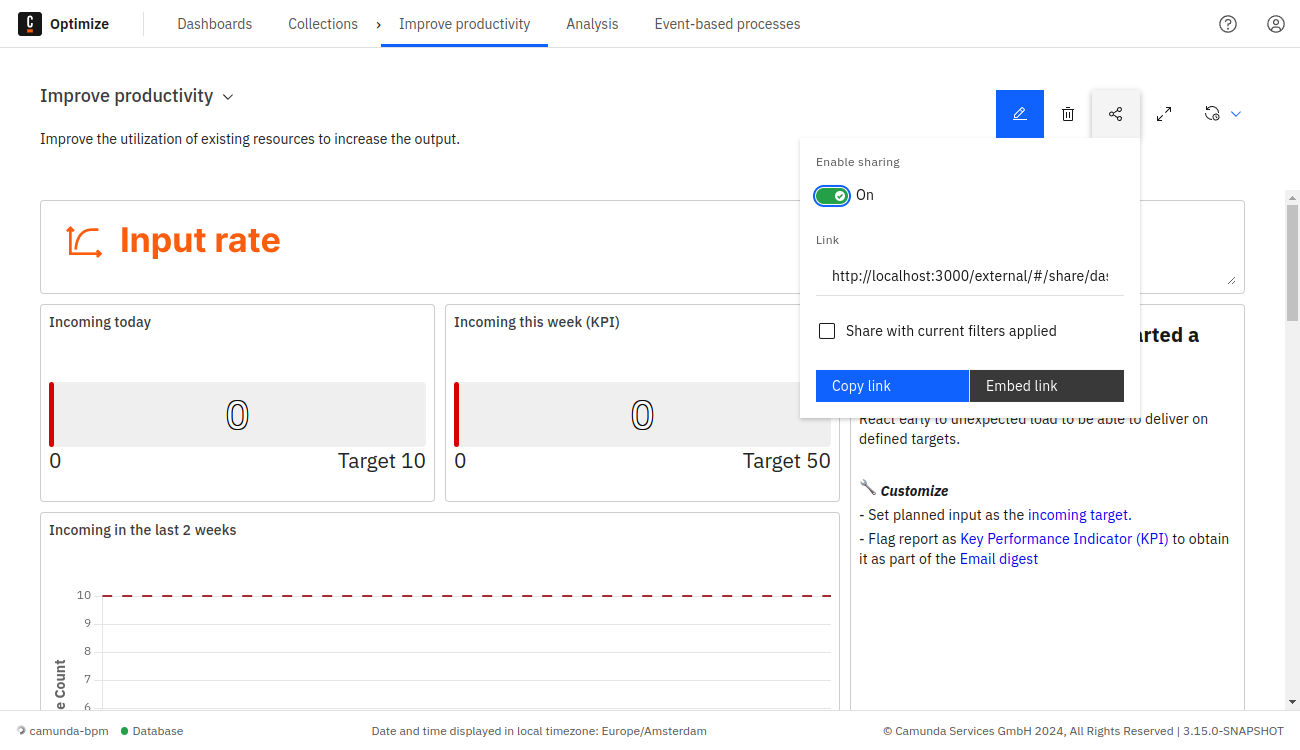 Optimize
Dashboards
Collections
Improve productivity
Analysis
Event-based processes
Improve productivity
Improve the utilization of existing resources to increase the output.
Enable sharing
On
Link
http://localhost:3000/external/#/share/da
Share with current filters applied
Copy link
Embed link
Input rate
Incoming today
0
0
Target 10
Incoming this week (KPI)
0
0
Target 50
arted a
React early to unexpected load to be able to deliver on
defined targets.
Customize
- Set planned input as the incoming target.
- Flag report as Key Performance Indicator (KPI) to obtain
it as part of the Email digest
Incoming in the last 2 weeks
10
9
8
7
6
e Count
camunda-bpm
Database
Date and time displayed in local timezone: Europe/Amsterdam
© Camunda Services GmbH 2024, All Rights Reserved | 3.15.0-SNAPSHOT